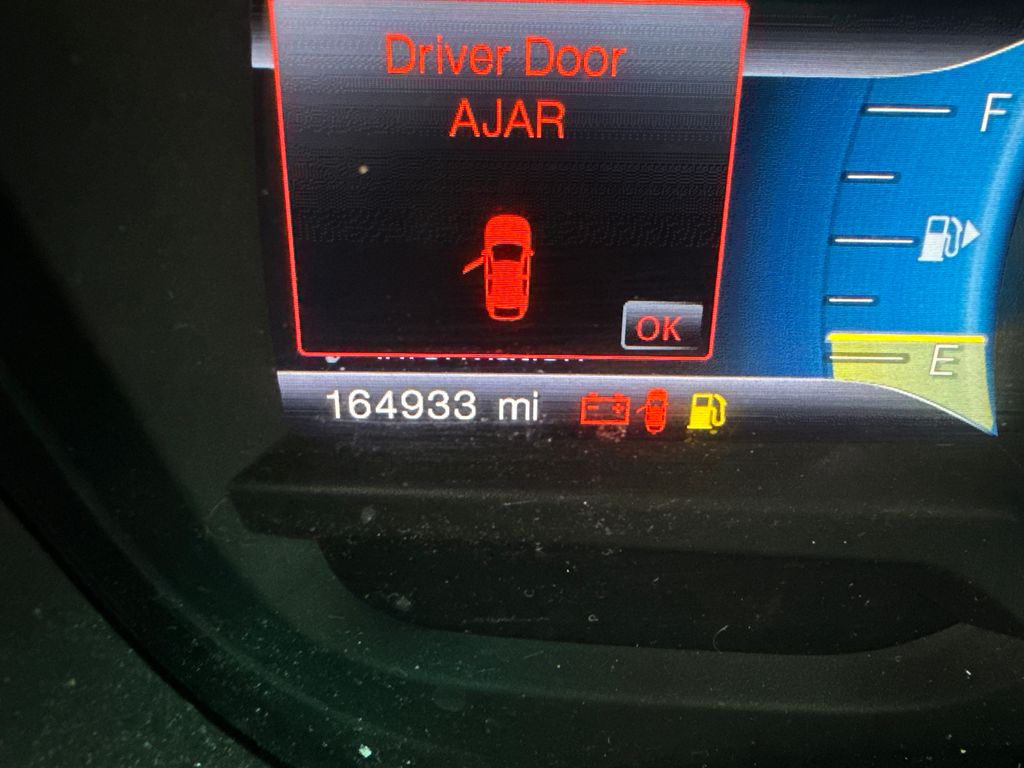 Driver Door
AJAR
F
OK
E
164933 mi